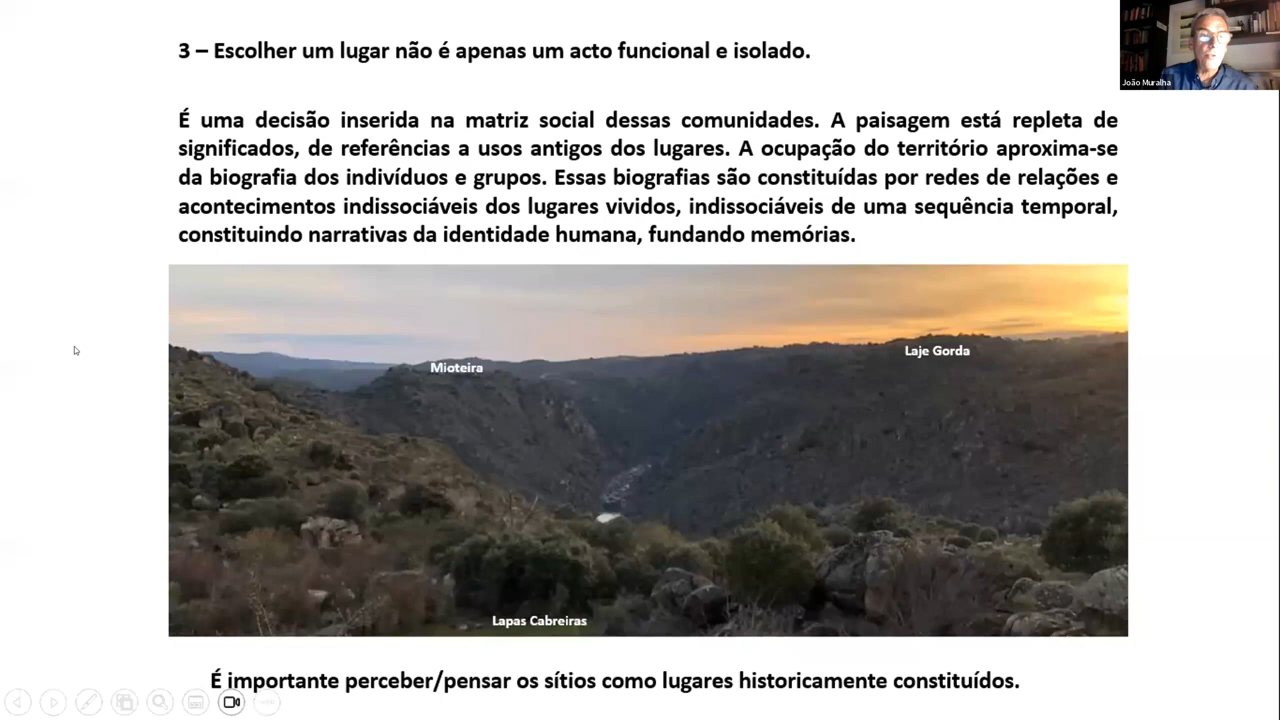 3 – Escolher um lugar não é apenas um acto funcional e isolado.
João Muralha
É uma decisão inserida na matriz social dessas comunidades. A paisagem está repleta de
significados, de referências a usos antigos dos lugares. A ocupação do território aproxima-se
da biografia dos indivíduos e grupos. Essas biografias são constituídas por redes de relações e
acontecimentos indissociáveis dos lugares vividos, indissociáveis de uma sequência temporal,
constituindo narrativas da identidade humana, fundando memórias.
Laje Gorda
Mioteira
Lapas Cabreiras
É importante perceber/pensar os sítios como lugares historicamente constituídos.